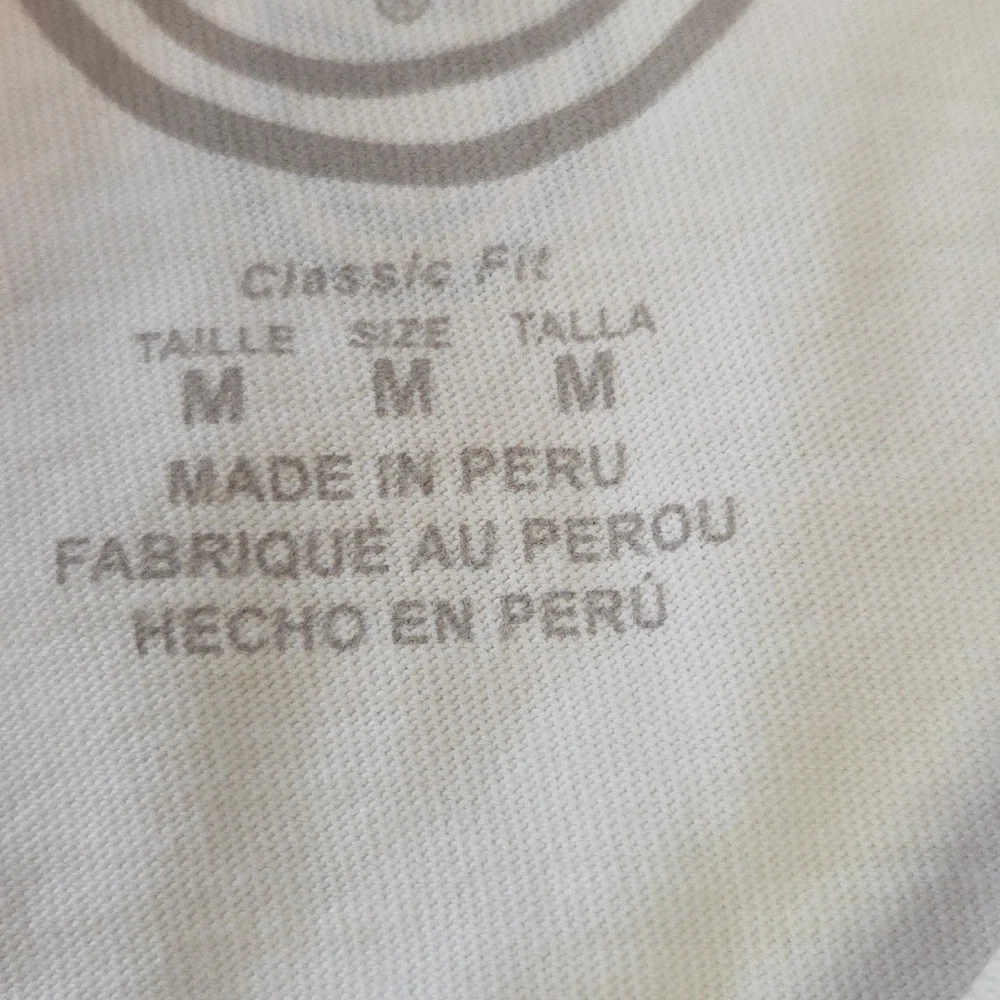 ®
Classic Fit
TAILLE SIZE TALLA
M M M
MADE IN PERU
FABRIQUÉ AU PEROU
HECHO EN PERÚ